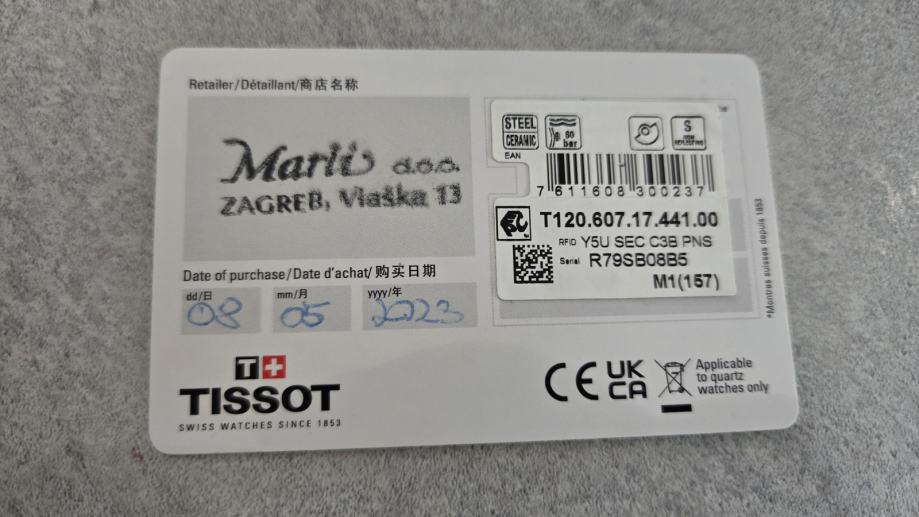 Retailer/Détaillant/商店名称
Marli d.o.o.
ZAGREB, Vlaška 13
Date of purchase/Date d'achat/购买日期
dd/日
mm/月
yyyy/年
08
05
2023
TISSOT
SWISS WATCHES SINCE 1853
STEEL
CERAMIC
60
bar
S
NON
REFLECTING
EAN
7 611608 300237
T120.607.17.441.00
RFID Y5U SEC C3B PNS
Serial R79SB08B5
M1(157)
*Montres suisses depuis 1853
CE
UK
CA
Applicable
to quartz
watches only